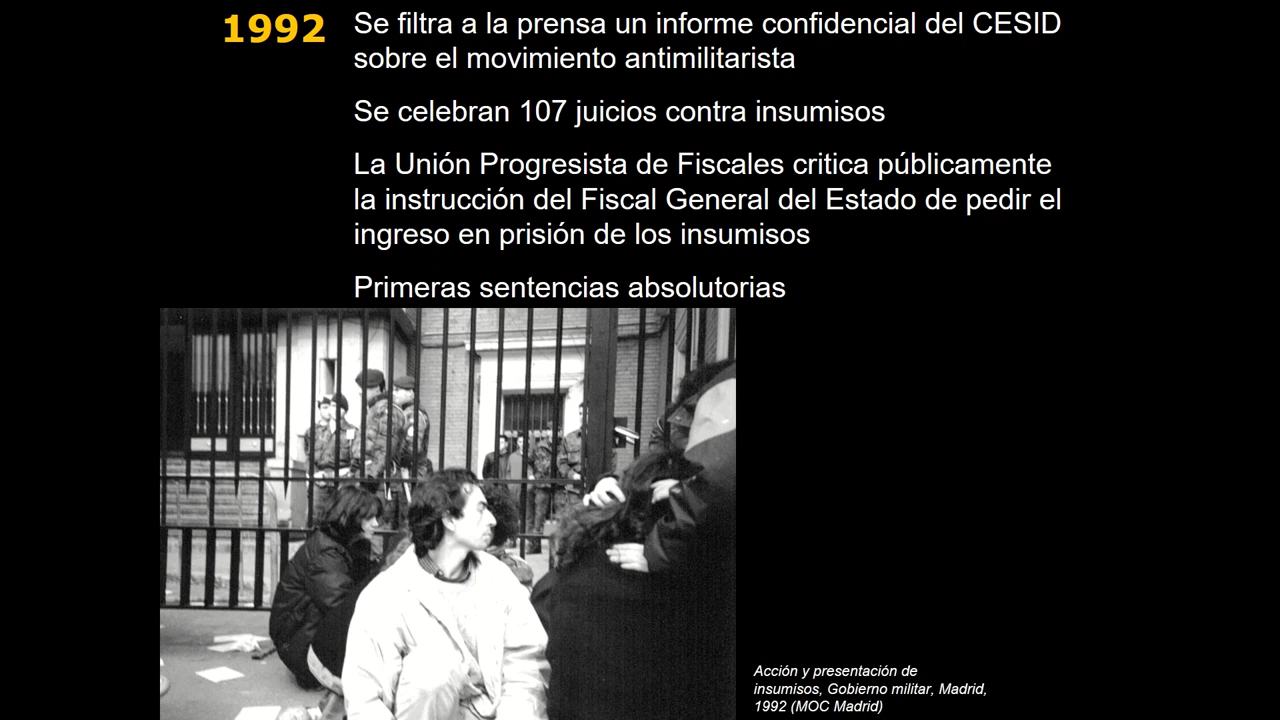 1992
Se filtra a la prensa un informe confidencial del CESID
sobre el movimiento antimilitarista
Se celebran 107 juicios contra insumisos
La Unión Progresista de Fiscales critica públicamente
la instrucción del Fiscal General del Estado de pedir el
ingreso en prisión de los insumisos
Primeras sentencias absolutorias
Acción y presentación de
insumisos, Gobierno militar, Madrid,
1992 (MOC Madrid)